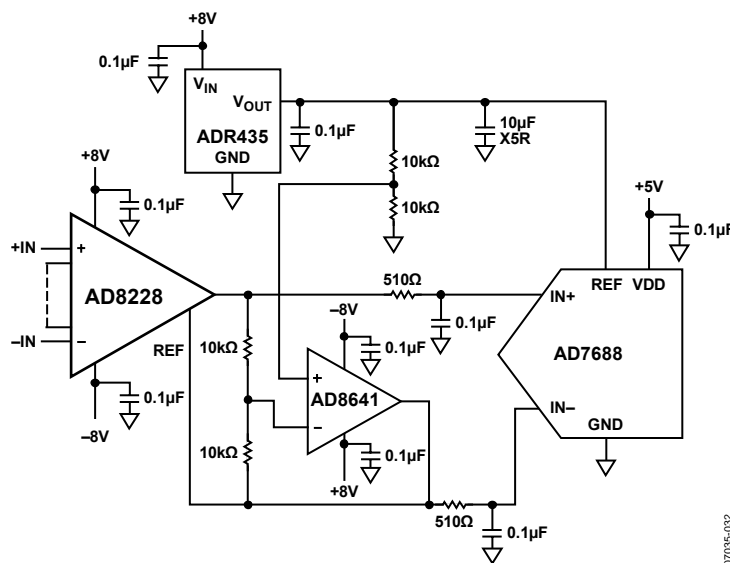 +8V
0.1µF
VIN
VOUT
ADR435
GND
0.1µF
10µF
X5R
10kΩ
10kΩ
+8V
0.1µF
+5V
0.1µF
+IN
+
AD8228
–IN
–
REF
0.1µF
–8V
510Ω
0.1µF
IN+
REF
VDD
AD7688
IN–
GND
–8V
0.1µF
10kΩ
+
AD8641
–
10kΩ
0.1µF
+8V
510Ω
0.1µF
07035-032